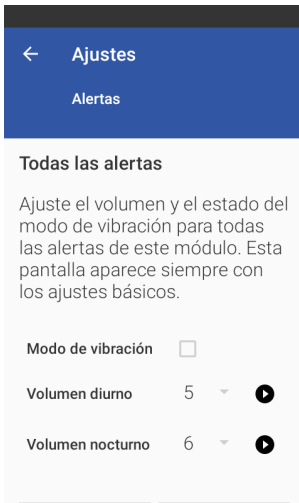 Ajustes
Alertas
Todas las alertas
Ajuste el volumen y el estado del
modo de vibración para todas
las alertas de este módulo. Esta
pantalla aparece siempre con
los ajustes básicos.
Modo de vibración
Volumen diurno 5
Volumen nocturno 6